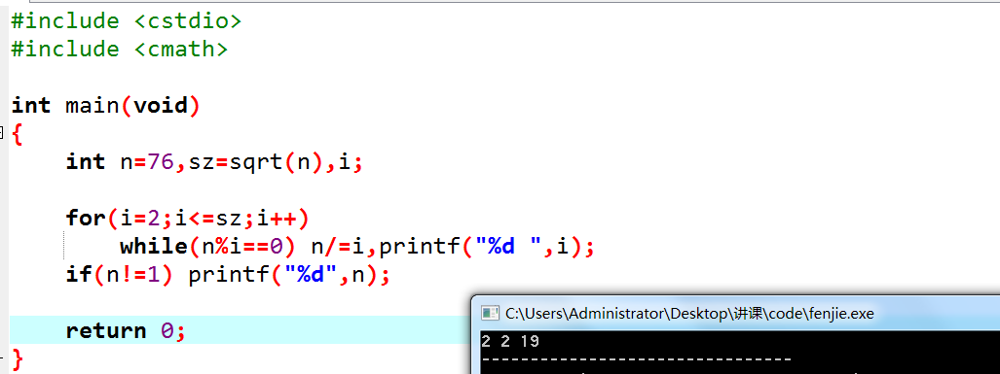 #include <cstdio>
#include <cmath>
int main(void)
{
int n=76,sz=sqrt(n),i;
for(i=2;i<=sz;i++)
while(n%i==0) n/=i,printf("%d ",i);
if(n!=1) printf("%d",n);
return 0;
}
C:\Users\Administrator\Desktop\讲课\code\fenjie.exe
2 2 19
--------------------------------